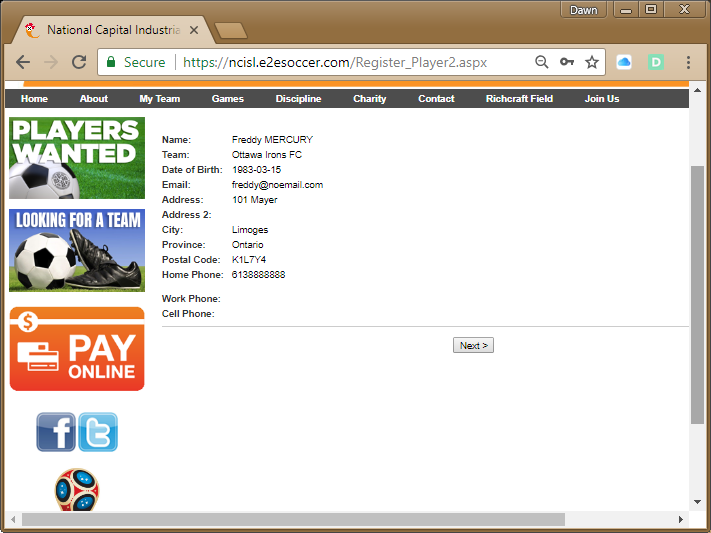 Dawn
National Capital Industria
Secure https://ncisl.e2esoccer.com/Register_Player2.aspx
D
Home About My Team Games Discipline Charity Contact Richcraft Field Join Us
PLAYERS
WANTED
LOOKING FOR A TEAM
$
PAY
ONLINE
f t
Name: Freddy MERCURY
Team: Ottawa Irons FC
Date of Birth: 1983-03-15
Email: freddy@noemail.com
Address: 101 Mayer
Address 2:
City: Limoges
Province: Ontario
Postal Code: K1L7Y4
Home Phone: 6138888888
Work Phone:
Cell Phone:
Next >